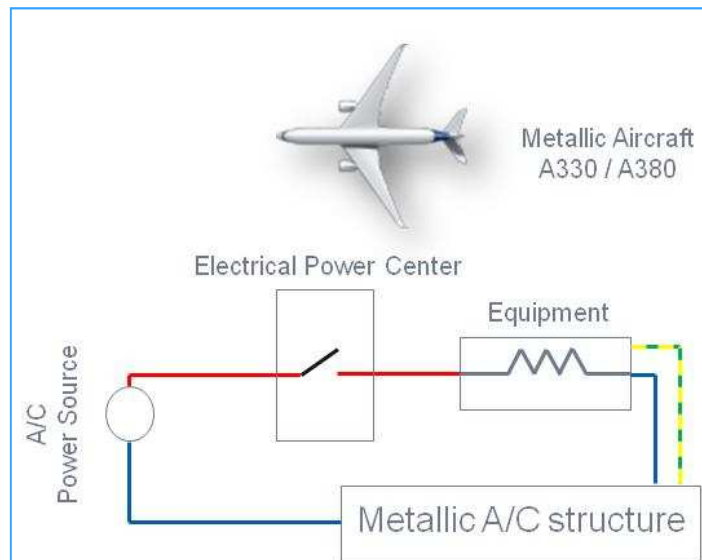 Metallic Aircraft
A330 / A380
Electrical Power Center
Equipment
A/C
Power Source
Metallic A/C structure